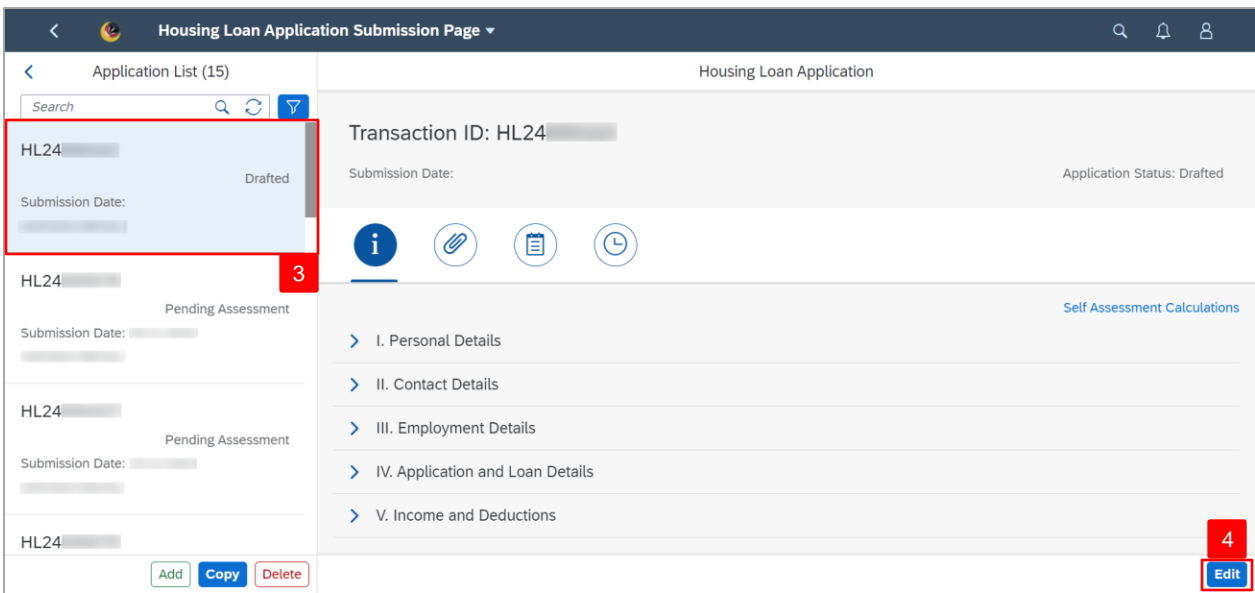 Housing Loan Application Submission Page
Application List (15)
Search
HL24
Drafted
Submission Date:
3
HL24
Pending Assessment
Submission Date:
HL24
Pending Assessment
Submission Date:
HL24
Add Copy Delete
Housing Loan Application
Transaction ID: HL24
Submission Date:
Application Status: Drafted
Self Assessment Calculations
I. Personal Details
II. Contact Details
III. Employment Details
IV. Application and Loan Details
V. Income and Deductions
4
Edit